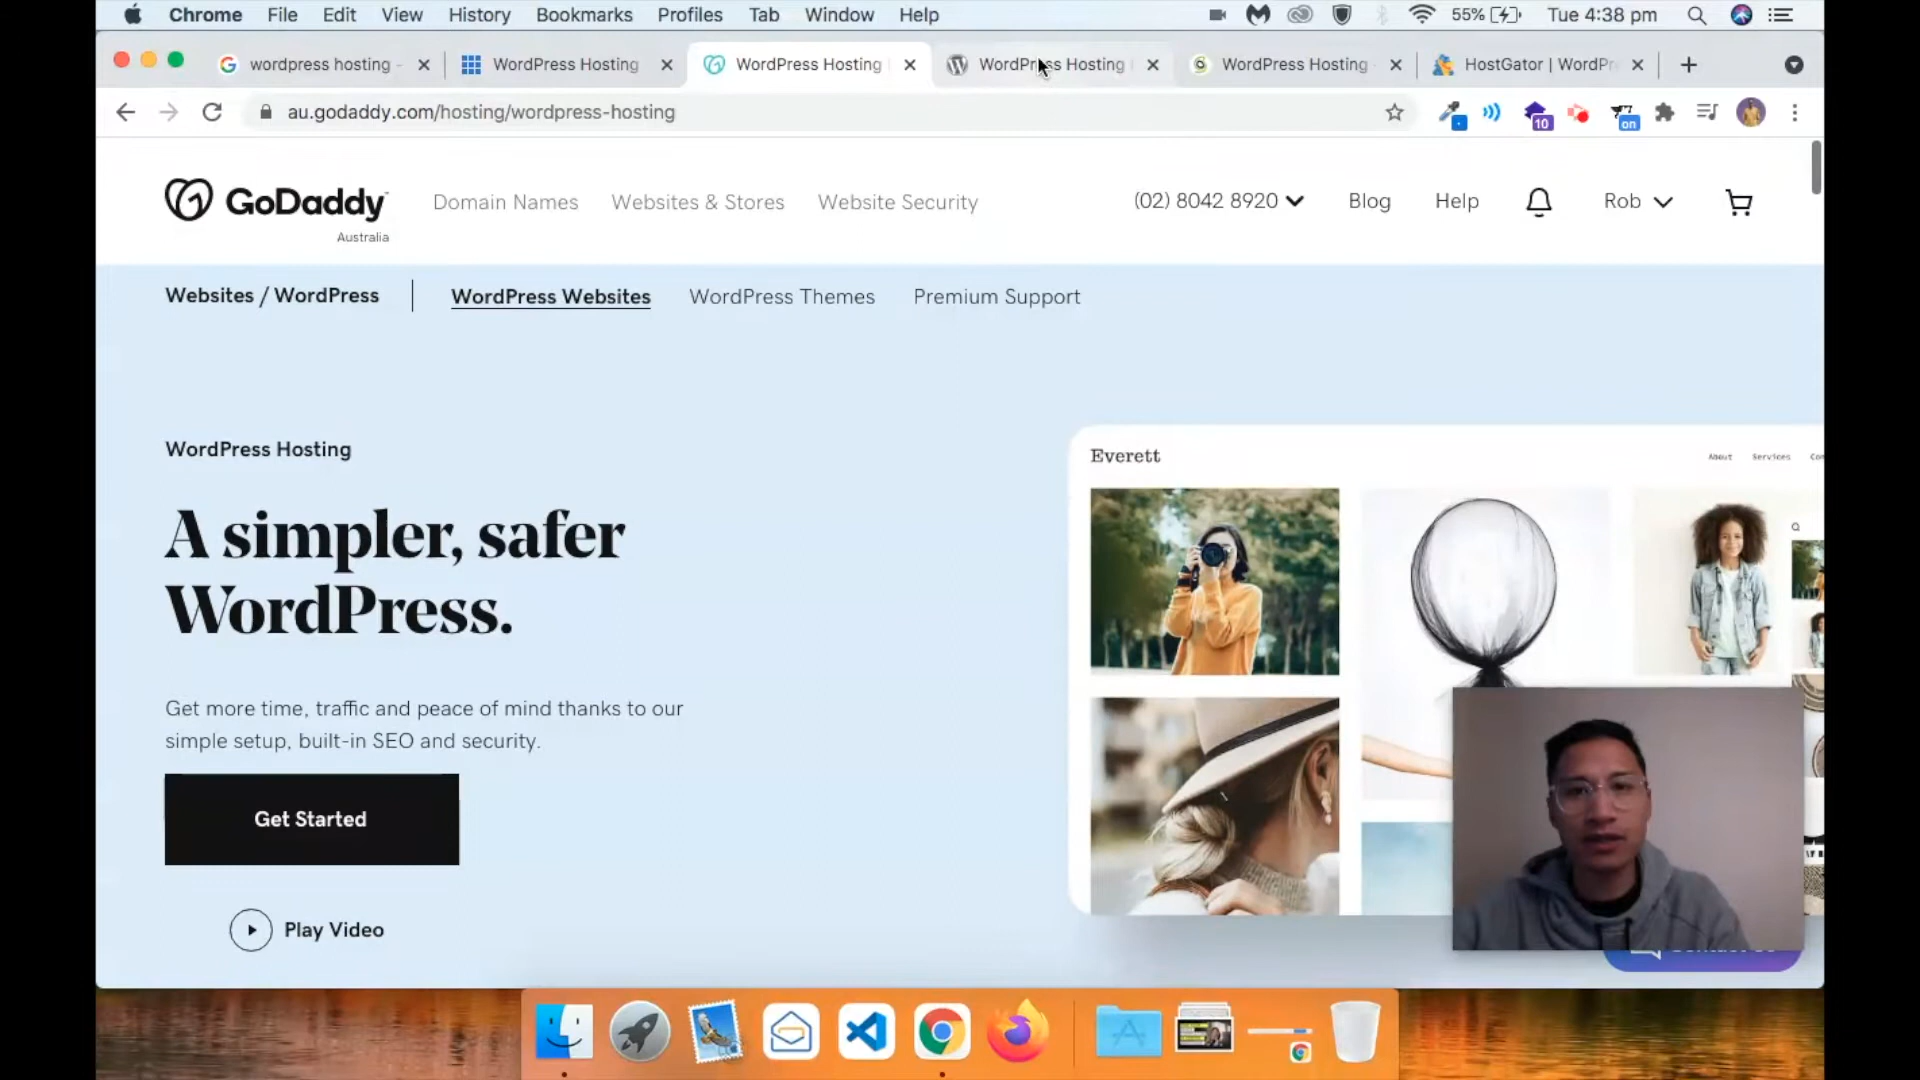 Chrome File Edit View History Bookmarks Profiles Tab Window Help 55% Tue 4:38 pm
wordpress hosting - WordPress Hosting WordPress Hosting WordPress Hosting WordPress Hosting - HostGator | WordPr
au.godaddy.com/hosting/wordpress-hosting 10 on
GoDaddy Domain Names Websites & Stores Website Security (02) 8042 8920 Blog Help Rob
Australia
Websites / WordPress WordPress Websites WordPress Themes Premium Support
WordPress Hosting
A simpler, safer
WordPress.
Get more time, traffic and peace of mind thanks to our
simple setup, built-in SEO and security.
Get Started
Play Video
Everett About Services